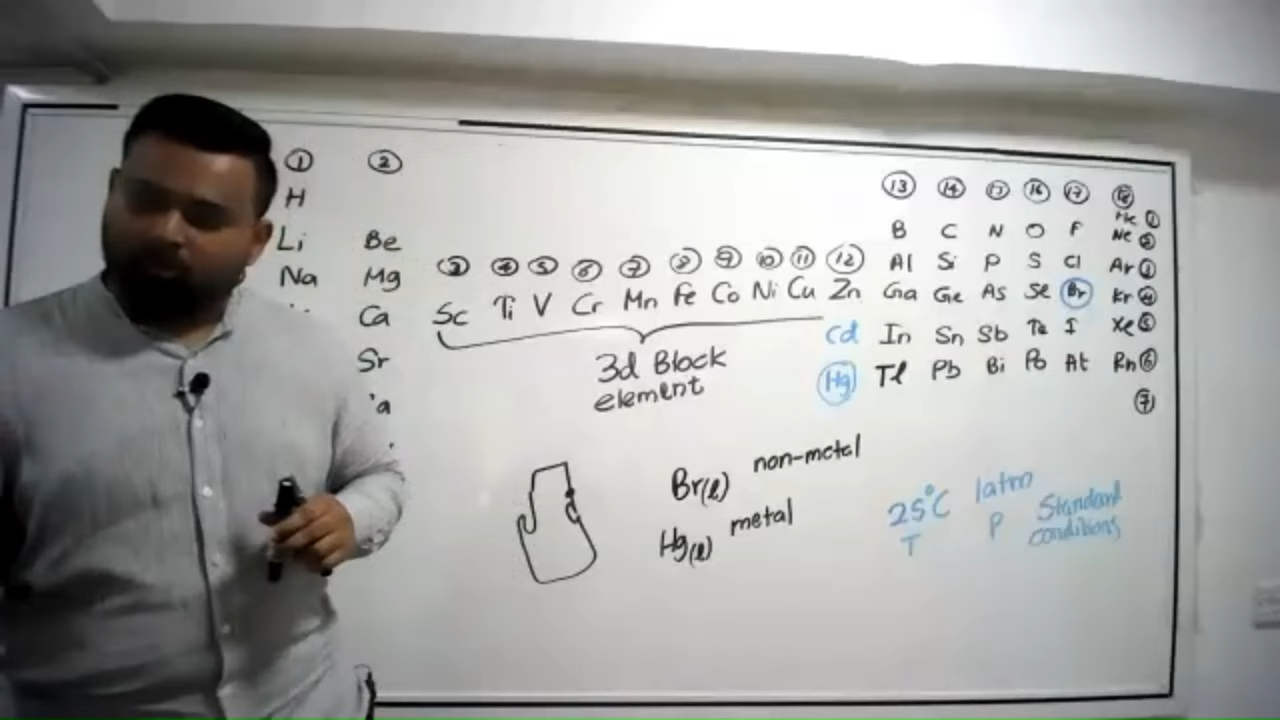 ① ②
⑬ ⑭ ⑮ ⑯ ⑰ ⑱
H He ①
Li Be B C N O F Ne ②
Na Mg ③ ④ ⑤ ⑥ ⑦ ⑧ ⑨ ⑩ ⑪ ⑫ Al Si P S Cl Ar ③
Ca Sc Ti V Cr Mn Fe Co Ni Cu Zn Ga Ge As Se Br Kr ④
Sr Cd In Sn Sb Te I Xe ⑤
a Hg Tl Pb Bi Po At Rn ⑥
⑦
3d Block
element
Br(l) non-metal
Hg(l) metal
25°C 1atm Standard
T P conditions